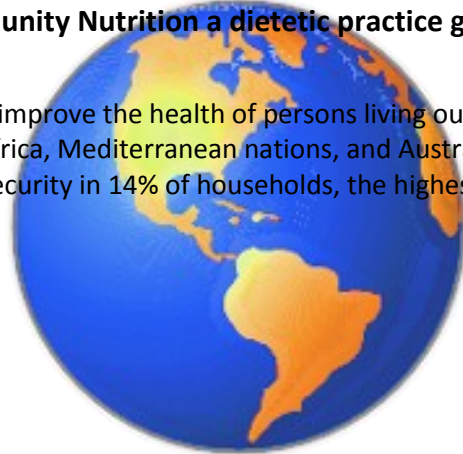 unity Nutrition a dietetic practice g
improve the health of persons living ou
rica, Mediterranean nations, and Austra
ecurity in 14% of households, the highes